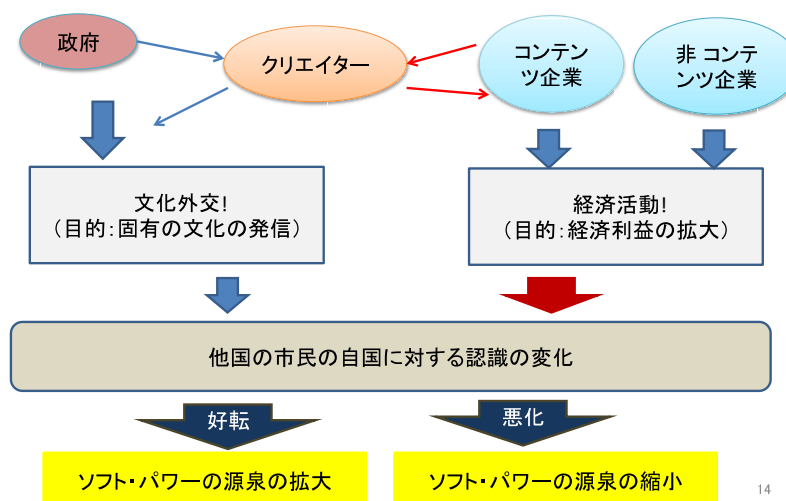 政府
クリエイター
コンテン
ツ企業
非 コンテ
ンツ企業
文化外交!
（目的：固有の文化の発信）
経済活動!
（目的：経済利益の拡大）
他国の市民の自国に対する認識の変化
好転
悪化
ソフト・パワーの源泉の拡大
ソフト・パワーの源泉の縮小
14